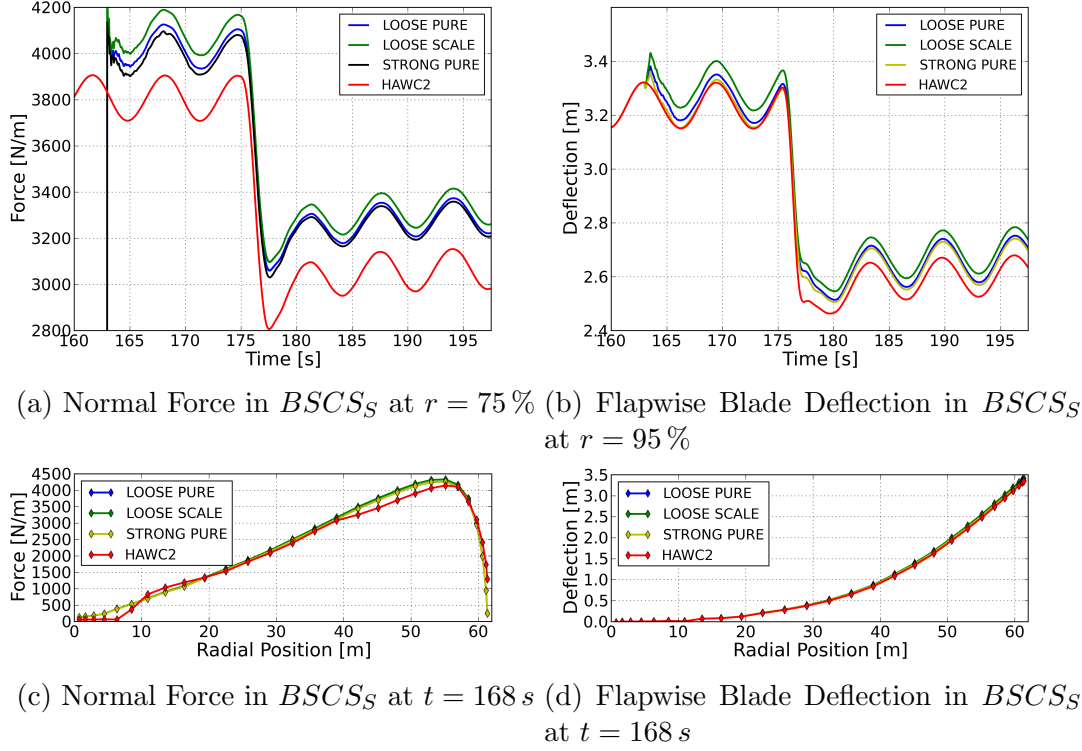 4200
4000
3800
3600
3400
3200
3000
2800
Force [N/m]
160 165 170 175 180 185 190 195
Time [s]
LOOSE PURE
LOOSE SCALE
STRONG PURE
HAWC2
3.4
3.2
3.0
2.8
2.6
2.4
Deflection [m]
160 165 170 175 180 185 190 195
Time [s]
LOOSE PURE
LOOSE SCALE
STRONG PURE
HAWC2
(a) Normal Force in BSCS_S at r = 75 %
(b) Flapwise Blade Deflection in BSCS_S
at r = 95 %
4500
4000
3500
3000
2500
2000
1500
1000
500
0
Force [N/m]
0 10 20 30 40 50 60
Radial Position [m]
LOOSE PURE
LOOSE SCALE
STRONG PURE
HAWC2
3.5
3.0
2.5
2.0
1.5
1.0
0.5
0.0
Deflection [m]
0 10 20 30 40 50 60
Radial Position [m]
LOOSE PURE
LOOSE SCALE
STRONG PURE
HAWC2
(c) Normal Force in BSCS_S at t = 168 s
(d) Flapwise Blade Deflection in BSCS_S
at t = 168 s